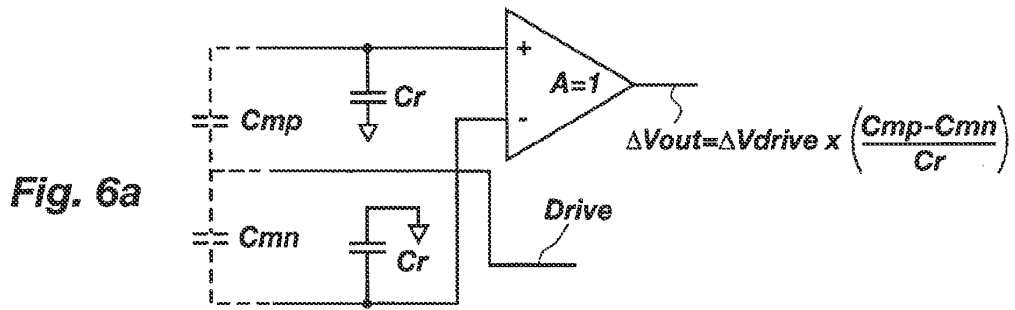 +
A=1
Cr
Cmp
-
ΔVout=ΔVdrive x (Cmp-Cmn / Cr)
Fig. 6a
Drive
Cmn
Cr